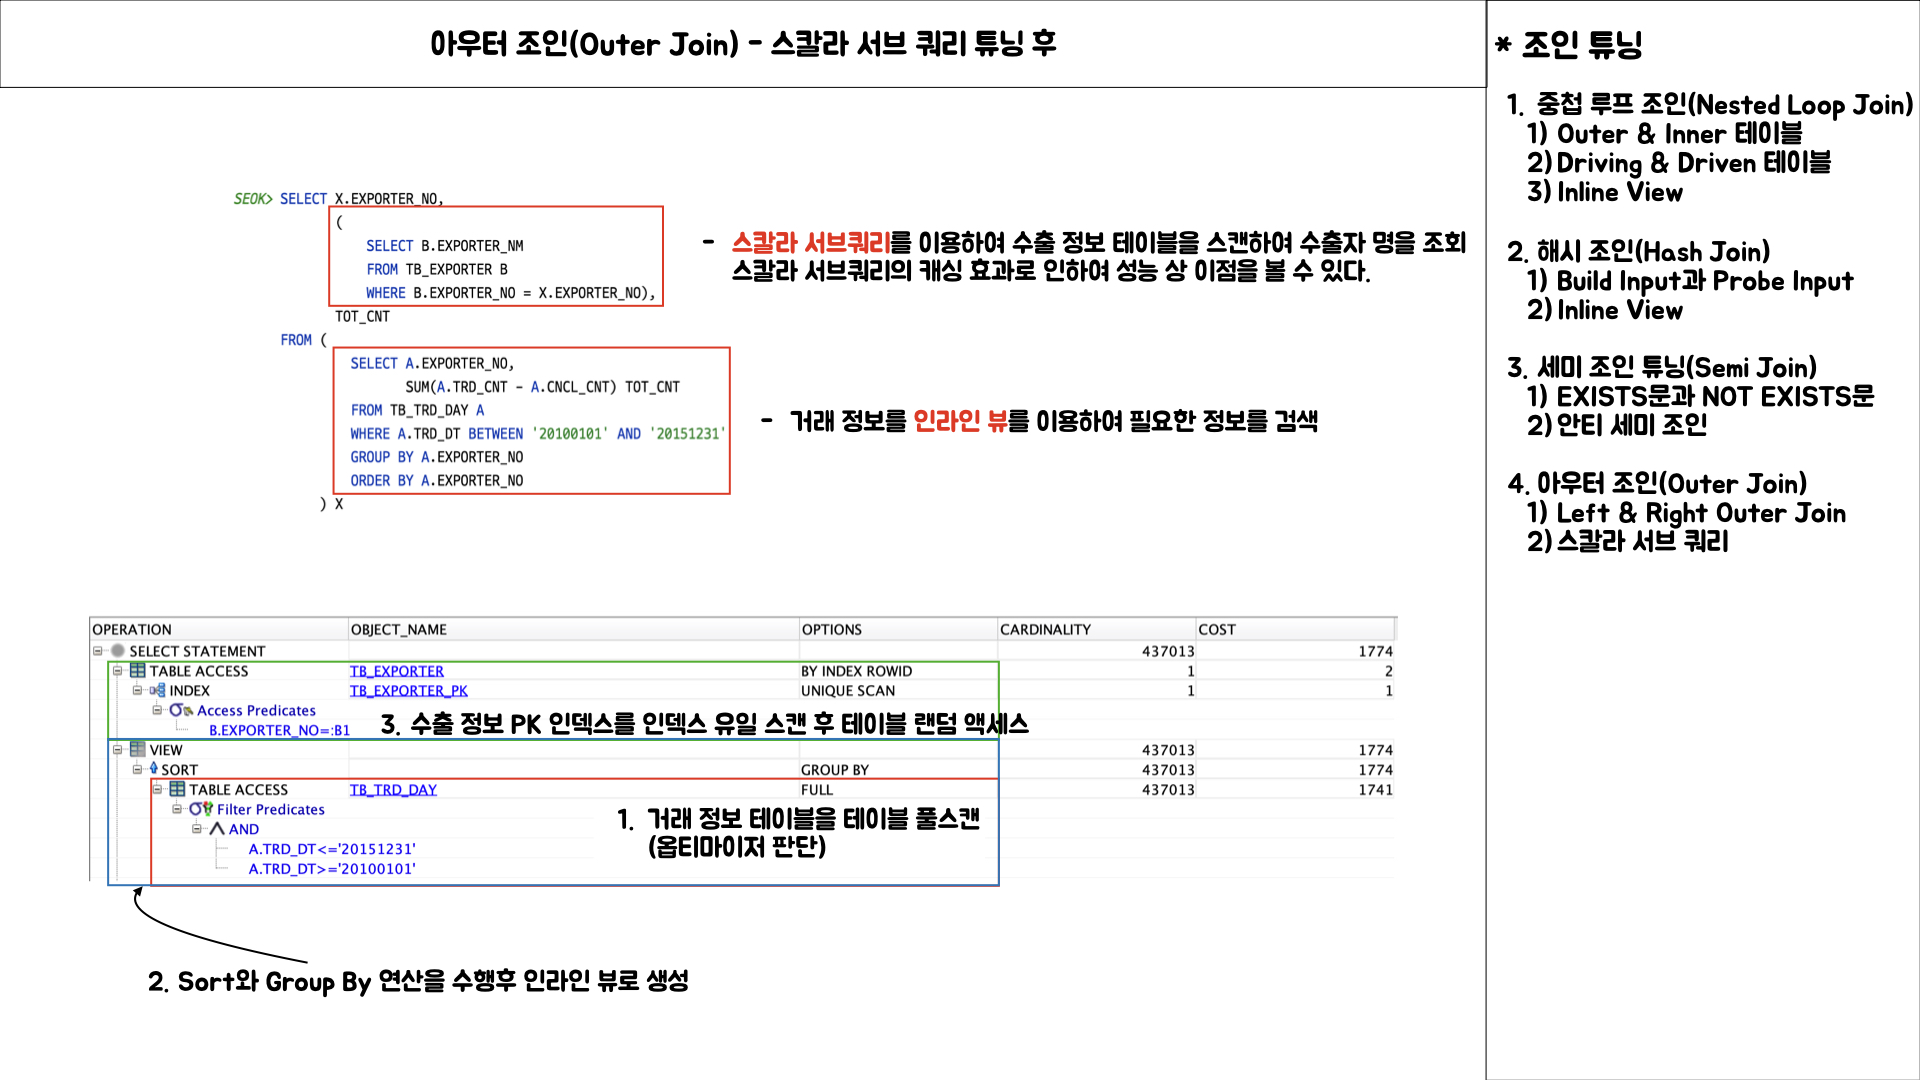 아우터 조인(Outer Join) - 스칼라 서브 쿼리 튜닝 후
SEOK> SELECT X.EXPORTER_NO,
(
SELECT B.EXPORTER_NM
FROM TB_EXPORTER B
WHERE B.EXPORTER_NO = X.EXPORTER_NO),
TOT_CNT
FROM (
SELECT A.EXPORTER_NO,
SUM(A.TRD_CNT - A.CNCL_CNT) TOT_CNT
FROM TB_TRD_DAY A
WHERE A.TRD_DT BETWEEN '20100101' AND '20151231'
GROUP BY A.EXPORTER_NO
ORDER BY A.EXPORTER_NO
) X
- 스칼라 서브쿼리를 이용하여 수출 정보 테이블을 스캔하여 수출자 명을 조회
스칼라 서브쿼리의 캐싱 효과로 인하여 성능 상 이점을 볼 수 있다.
- 거래 정보를 인라인 뷰를 이용하여 필요한 정보를 검색
OPERATION OBJECT_NAME OPTIONS CARDINALITY COST
SELECT STATEMENT 437013 1774
TABLE ACCESS TB_EXPORTER BY INDEX ROWID 1 2
INDEX TB_EXPORTER_PK UNIQUE SCAN 1 1
Access Predicates
B.EXPORTER_NO=:B1
3. 수출 정보 PK 인덱스를 인덱스 유일 스캔 후 테이블 랜덤 액세스
VIEW 437013 1774
SORT GROUP BY 437013 1774
TABLE ACCESS TB_TRD_DAY FULL 437013 1741
Filter Predicates
AND
A.TRD_DT<='20151231'
A.TRD_DT>='20100101'
1. 거래 정보 테이블을 테이블 풀스캔
(옵티마이저 판단)
2. Sort와 Group By 연산을 수행후 인라인 뷰로 생성
* 조인 튜닝
1. 중첩 루프 조인(Nested Loop Join)
1) Outer & Inner 테이블
2) Driving & Driven 테이블
3) Inline View
2. 해시 조인(Hash Join)
1) Build Input과 Probe Input
2) Inline View
3. 세미 조인 튜닝(Semi Join)
1) EXISTS문과 NOT EXISTS문
2) 안티 세미 조인
4. 아우터 조인(Outer Join)
1) Left & Right Outer Join
2) 스칼라 서브 쿼리